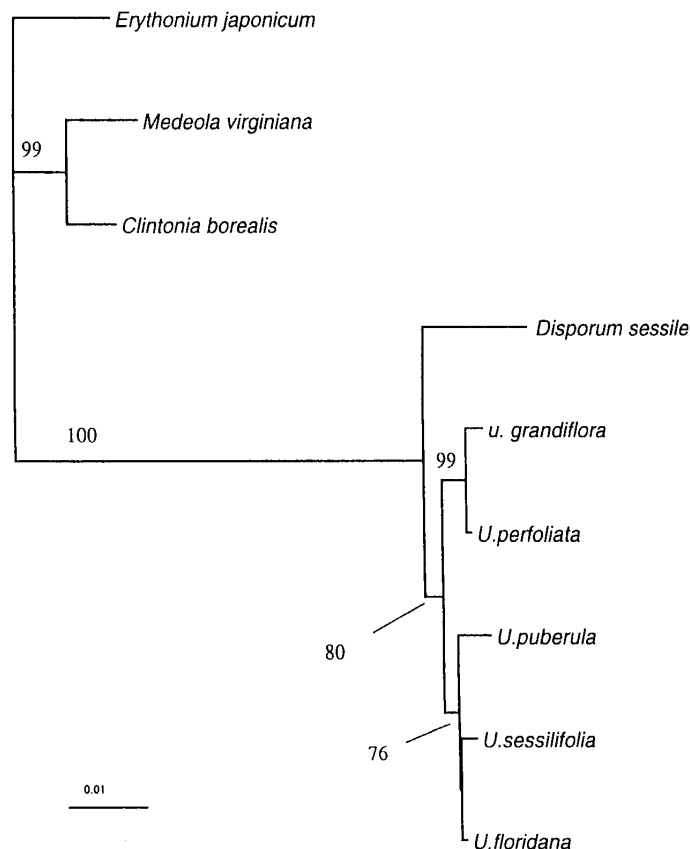 Erythonium japonicum
Medeola virginiana
99
Clintonia borealis
Disporum sessile
u. grandiflora
100
99
U.perfoliata
U.puberula
80
U.sessilifolia
76
0.01
U.floridana